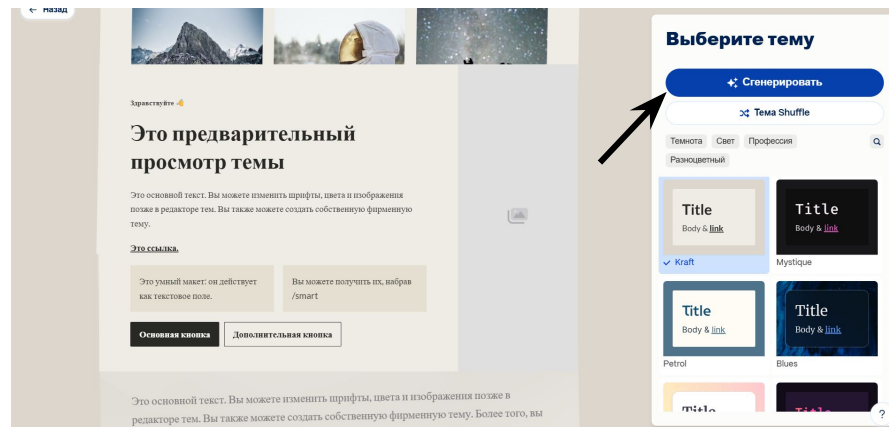 ← Назад
Здравствуйте
Это предварительный
просмотр темы
Это основной текст. Вы можете изменить шрифты, цвета и изображения
позже в редакторе тем. Вы также можете создать собственную фирменную
тему.
Это ссылка.
Это умный макет: он действует
как текстовое поле.
Вы можете получить их, набрав
/smart
Основная кнопка
Дополнительная кнопка
Это основной текст. Вы можете изменить шрифты, цвета и изображения позже в
редакторе тем. Вы также можете создать собственную фирменную тему. Более того, вы
Выберите тему
Сгенерировать
Тема Shuffle
Темнота Свет Профессия
Разноцветный
Title
Body & link
Kraft
Title
Body & link
Mystique
Title
Body & link
Petrol
Title
Body & link
Blues
Title
Title
?